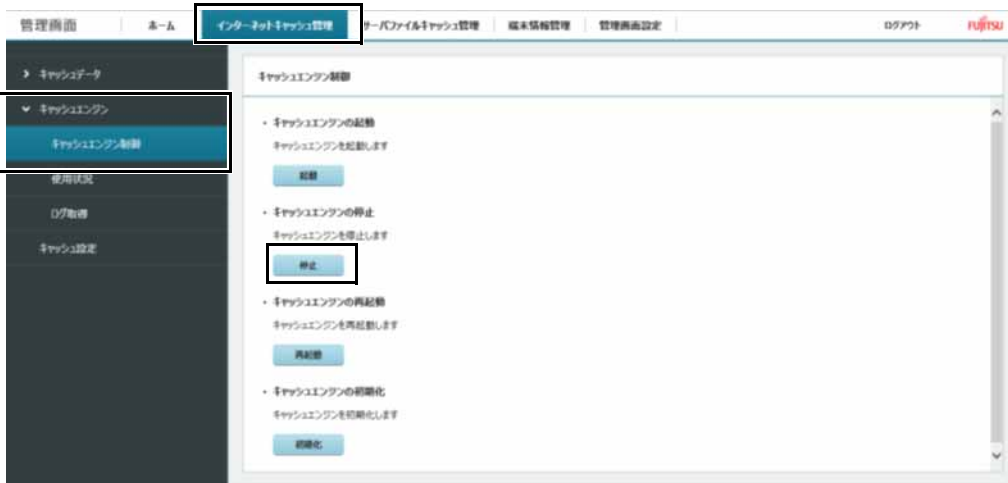 管理画面 ホーム インターネットキャッシュ管理 サーバファイルキャッシュ管理 端末情報管理 管理画面設定 ログアウト FUJITSU
キャッシュデータ
キャッシュエンジン
キャッシュエンジン制御
使用状況
ログ取得
キャッシュ設定
キャッシュエンジン制御
・ キャッシュエンジンの起動
キャッシュエンジンを起動します
起動
・ キャッシュエンジンの停止
キャッシュエンジンを停止します
停止
・ キャッシュエンジンの再起動
キャッシュエンジンを再起動します
再起動
・ キャッシュエンジンの初期化
キャッシュエンジンを初期化します
初期化